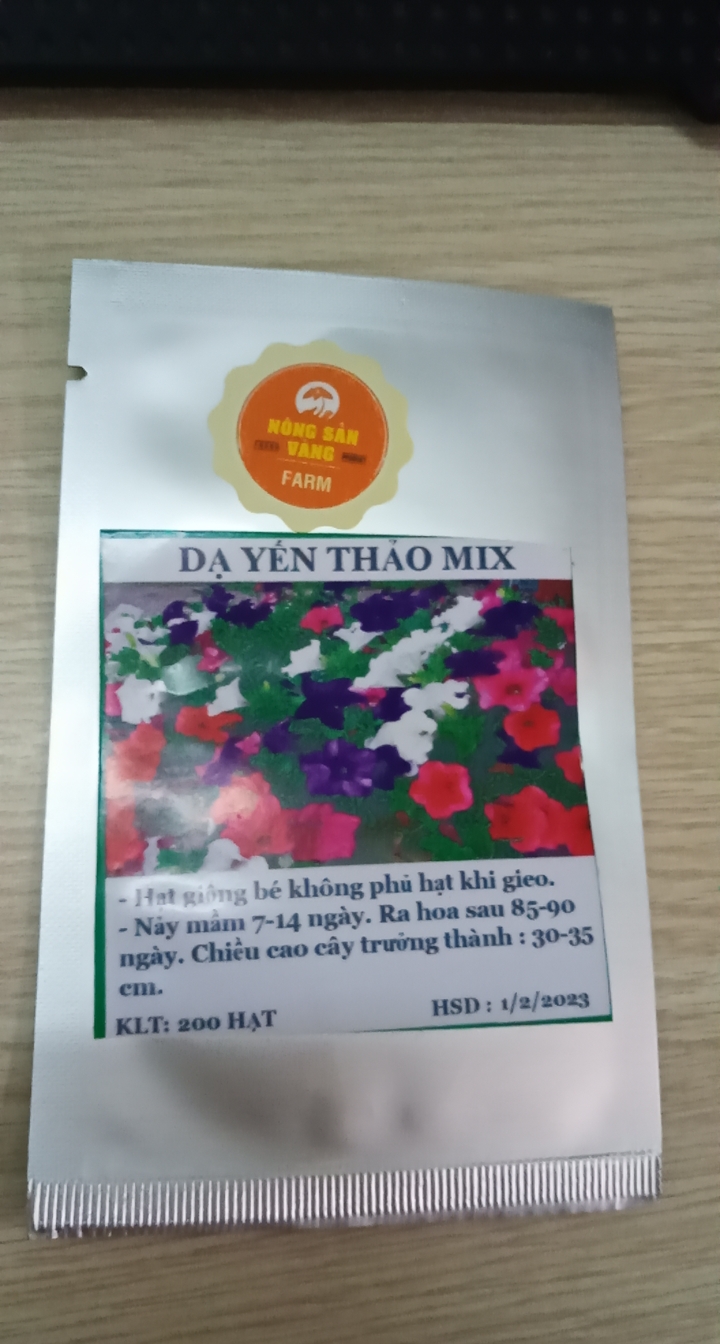 NÔNG SẢN
VÀNG
FARM
DẠ YẾN THẢO MIX
- Hạt giống bé không phủ hạt khi gieo.
- Nảy mầm 7-14 ngày. Ra hoa sau 85-90
ngày. Chiều cao cây trưởng thành : 30-35
cm.
KLT: 200 HẠT
HSD : 1/2/2023